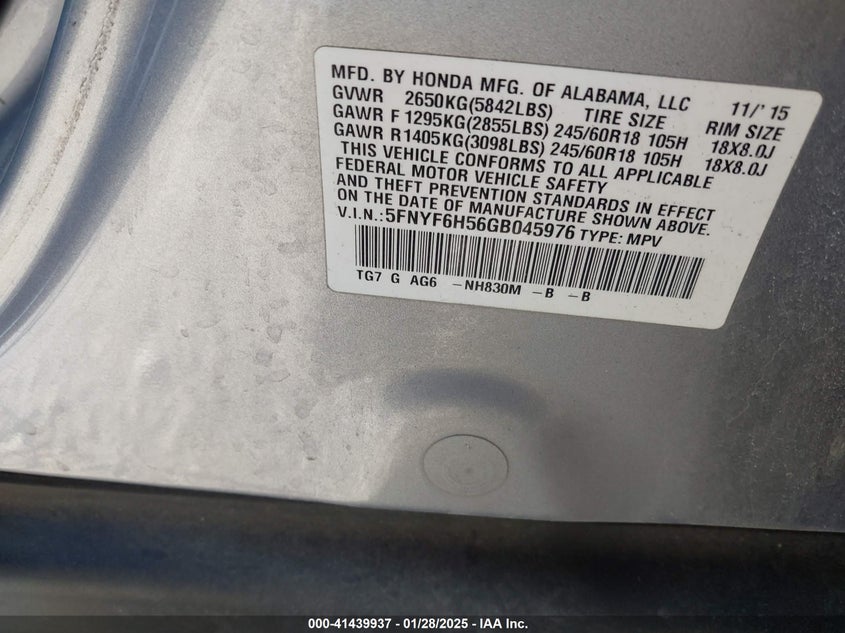 MFD. BY HONDA MFG. OF ALABAMA, LLC 11/' 15
GVWR 2650KG(5842LBS) TIRE SIZE RIM SIZE
GAWR F 1295KG(2855LBS) 245/60R18 105H 18X8.0J
GAWR R1405KG(3098LBS) 245/60R18 105H 18X8.0J
THIS VEHICLE CONFORMS TO ALL APPLICABLE
FEDERAL MOTOR VEHICLE SAFETY
AND THEFT PREVENTION STANDARDS IN EFFECT
ON THE DATE OF MANUFACTURE SHOWN ABOVE.
V.I.N.:5FNYF6H56GB045976 TYPE: MPV
TG7 G AG6 -NH830M -B -B
000-41439937 - 01/28/2025 - IAA Inc.